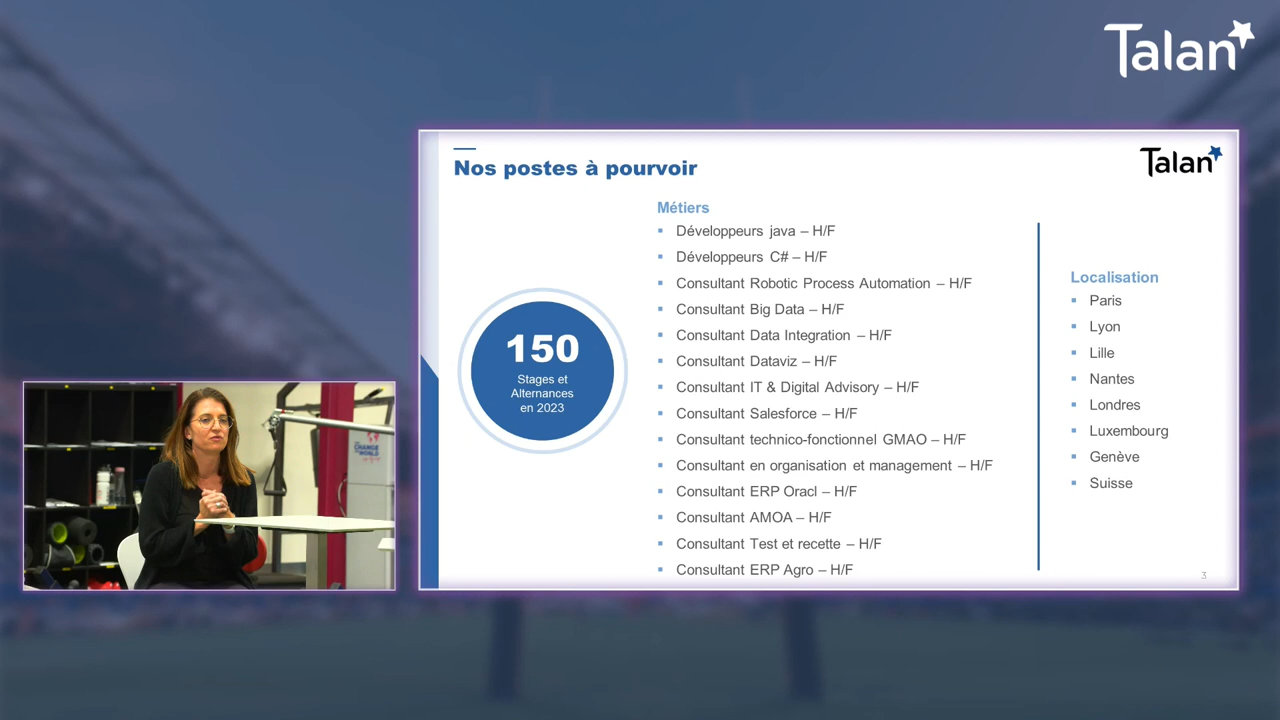 Talan
Nos postes à pourvoir
Talan
150
Stages et
Alternances
en 2023
Métiers
▪ Développeurs java – H/F
▪ Développeurs C# – H/F
▪ Consultant Robotic Process Automation – H/F
▪ Consultant Big Data – H/F
▪ Consultant Data Integration – H/F
▪ Consultant Dataviz – H/F
▪ Consultant IT & Digital Advisory – H/F
▪ Consultant Salesforce – H/F
▪ Consultant technico-fonctionnel GMAO – H/F
▪ Consultant en organisation et management – H/F
▪ Consultant ERP Oracl – H/F
▪ Consultant AMOA – H/F
▪ Consultant Test et recette – H/F
▪ Consultant ERP Agro – H/F
Localisation
▪ Paris
▪ Lyon
▪ Lille
▪ Nantes
▪ Londres
▪ Luxembourg
▪ Genève
▪ Suisse
3
CHANGE
WORLD